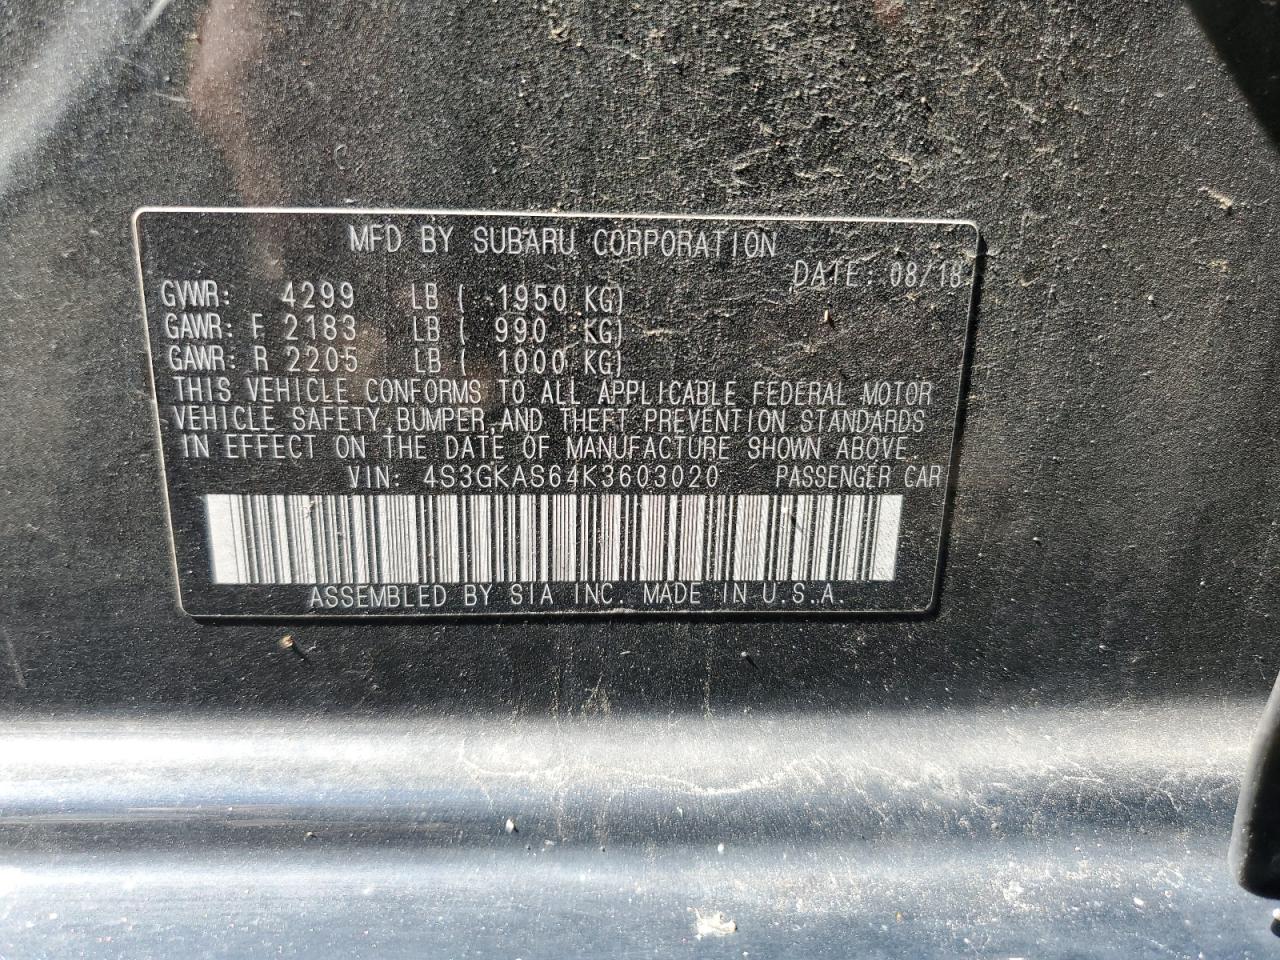 MFD BY SUBARU CORPORATION
DATE: 08/18
GVWR: 4299 LB ( 1950 KG)
GAWR: F 2183 LB ( 990 KG)
GAWR: R 2205 LB ( 1000 KG)
THIS VEHICLE CONFORMS TO ALL APPLICABLE FEDERAL MOTOR
VEHICLE SAFETY, BUMPER, AND THEFT PREVENTION STANDARDS
IN EFFECT ON THE DATE OF MANUFACTURE SHOWN ABOVE.
VIN: 4S3GKAS64K3603020 PASSENGER CAR
ASSEMBLED BY SIA INC. MADE IN U.S.A.